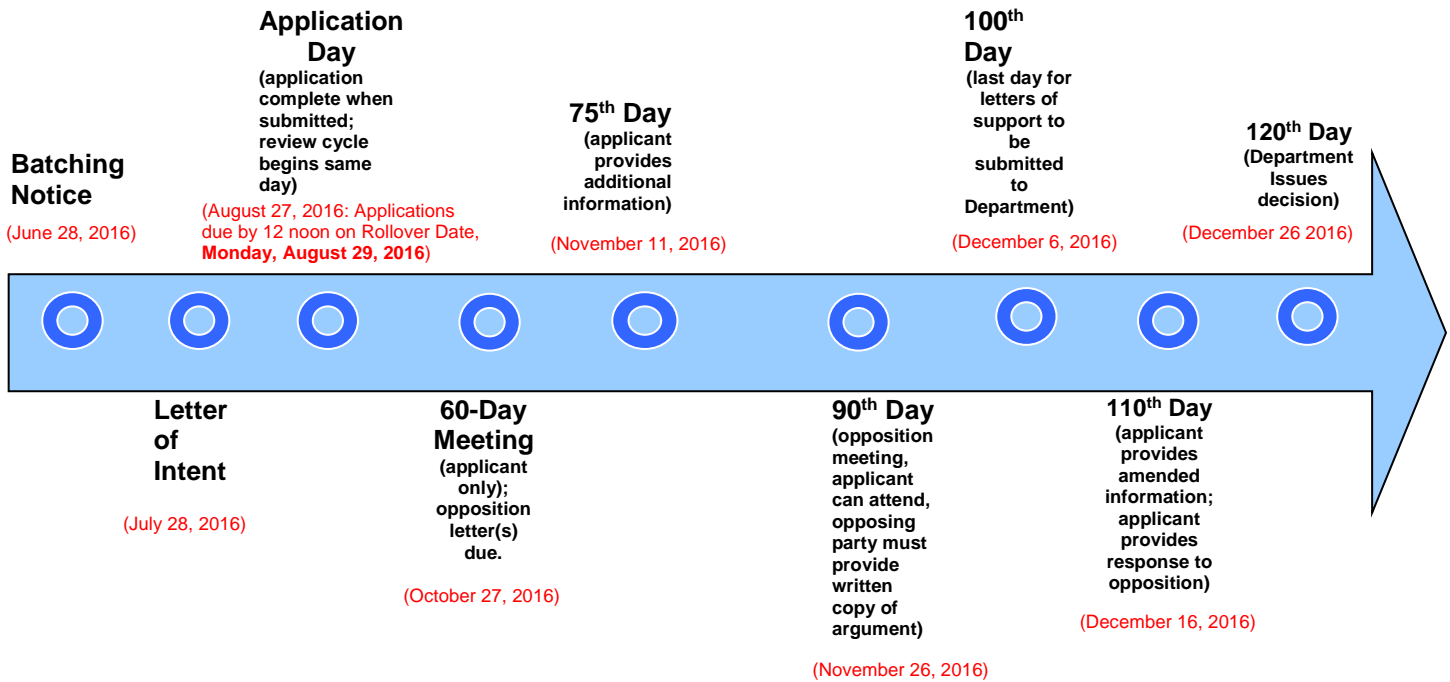 Batching
Notice
(June 28, 2016)
Letter
of
Intent
(July 28, 2016)
Application
Day
(application
complete when
submitted;
review cycle
begins same
day)
(August 27, 2016: Applications
due by 12 noon on Rollover Date,
Monday, August 29, 2016)
60-Day
Meeting
(applicant
only);
opposition
letter(s)
due.
(October 27, 2016)
75th Day
(applicant
provides
additional
information)
(November 11, 2016)
90th Day
(opposition
meeting,
applicant
can attend,
opposing
party must
provide
written
copy of
argument)
(November 26, 2016)
100th
Day
(last day for
letters of
support to
be
submitted
to
Department)
(December 6, 2016)
110th Day
(applicant
provides
amended
information;
applicant
provides
response to
opposition)
(December 16, 2016)
120th Day
(Department
Issues
decision)
(December 26 2016)